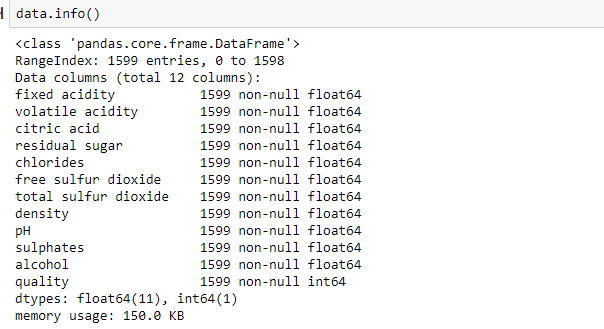 data.info()
<class 'pandas.core.frame.DataFrame'>
RangeIndex: 1599 entries, 0 to 1598
Data columns (total 12 columns):
fixed acidity 1599 non-null float64
volatile acidity 1599 non-null float64
citric acid 1599 non-null float64
residual sugar 1599 non-null float64
chlorides 1599 non-null float64
free sulfur dioxide 1599 non-null float64
total sulfur dioxide 1599 non-null float64
density 1599 non-null float64
pH 1599 non-null float64
sulphates 1599 non-null float64
alcohol 1599 non-null float64
quality 1599 non-null int64
dtypes: float64(11), int64(1)
memory usage: 150.0 KB